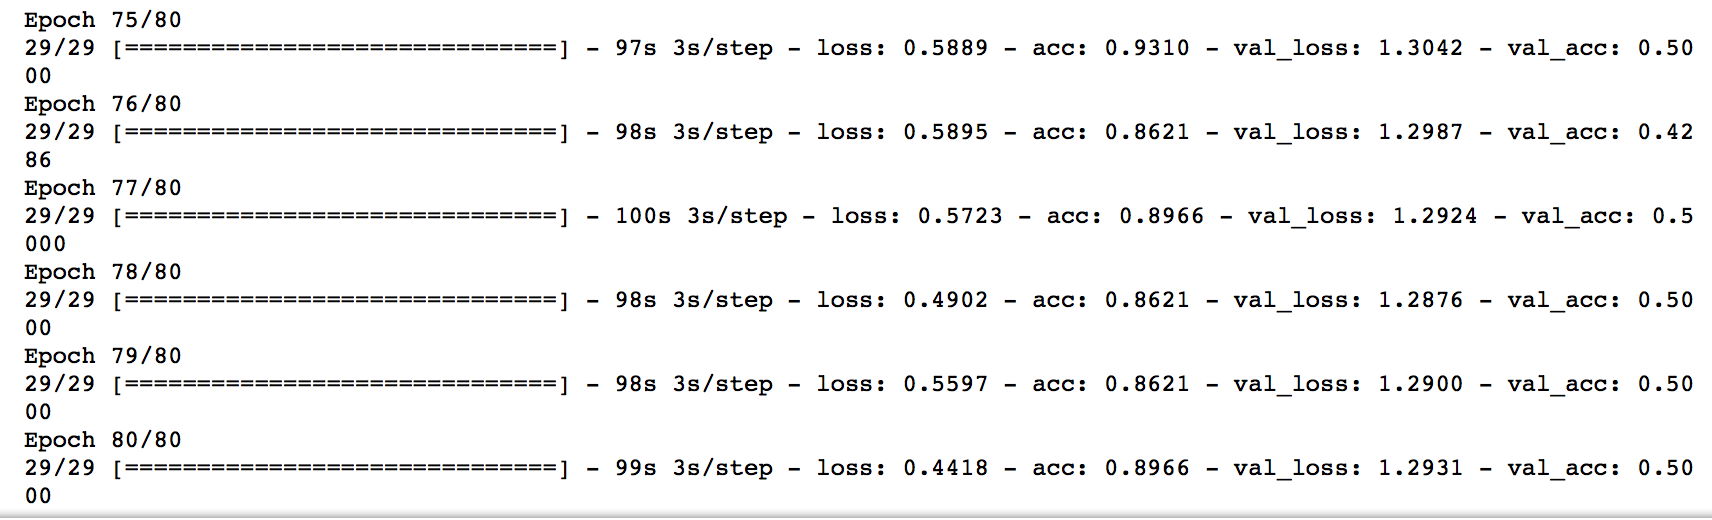 Epoch 75/80
29/29 [==============================] - 97s 3s/step - loss: 0.5889 - acc: 0.9310 - val_loss: 1.3042 - val_acc: 0.50
00
Epoch 76/80
29/29 [==============================] - 98s 3s/step - loss: 0.5895 - acc: 0.8621 - val_loss: 1.2987 - val_acc: 0.42
86
Epoch 77/80
29/29 [==============================] - 100s 3s/step - loss: 0.5723 - acc: 0.8966 - val_loss: 1.2924 - val_acc: 0.5
000
Epoch 78/80
29/29 [==============================] - 98s 3s/step - loss: 0.4902 - acc: 0.8621 - val_loss: 1.2876 - val_acc: 0.50
00
Epoch 79/80
29/29 [==============================] - 98s 3s/step - loss: 0.5597 - acc: 0.8621 - val_loss: 1.2900 - val_acc: 0.50
00
Epoch 80/80
29/29 [==============================] - 99s 3s/step - loss: 0.4418 - acc: 0.8966 - val_loss: 1.2931 - val_acc: 0.50
00